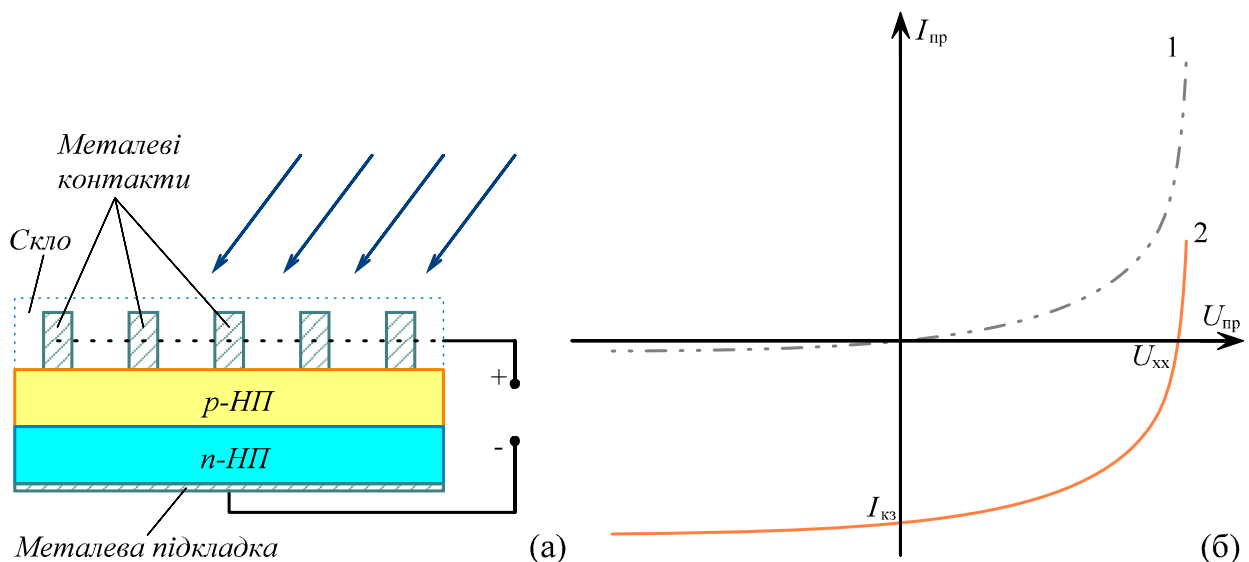 Металеві
контакти
Скло
+
p-НП
-
n-НП
Металева підкладка
(а)
Iпр
1
2
Uпр
Uхх
Iкз
(б)